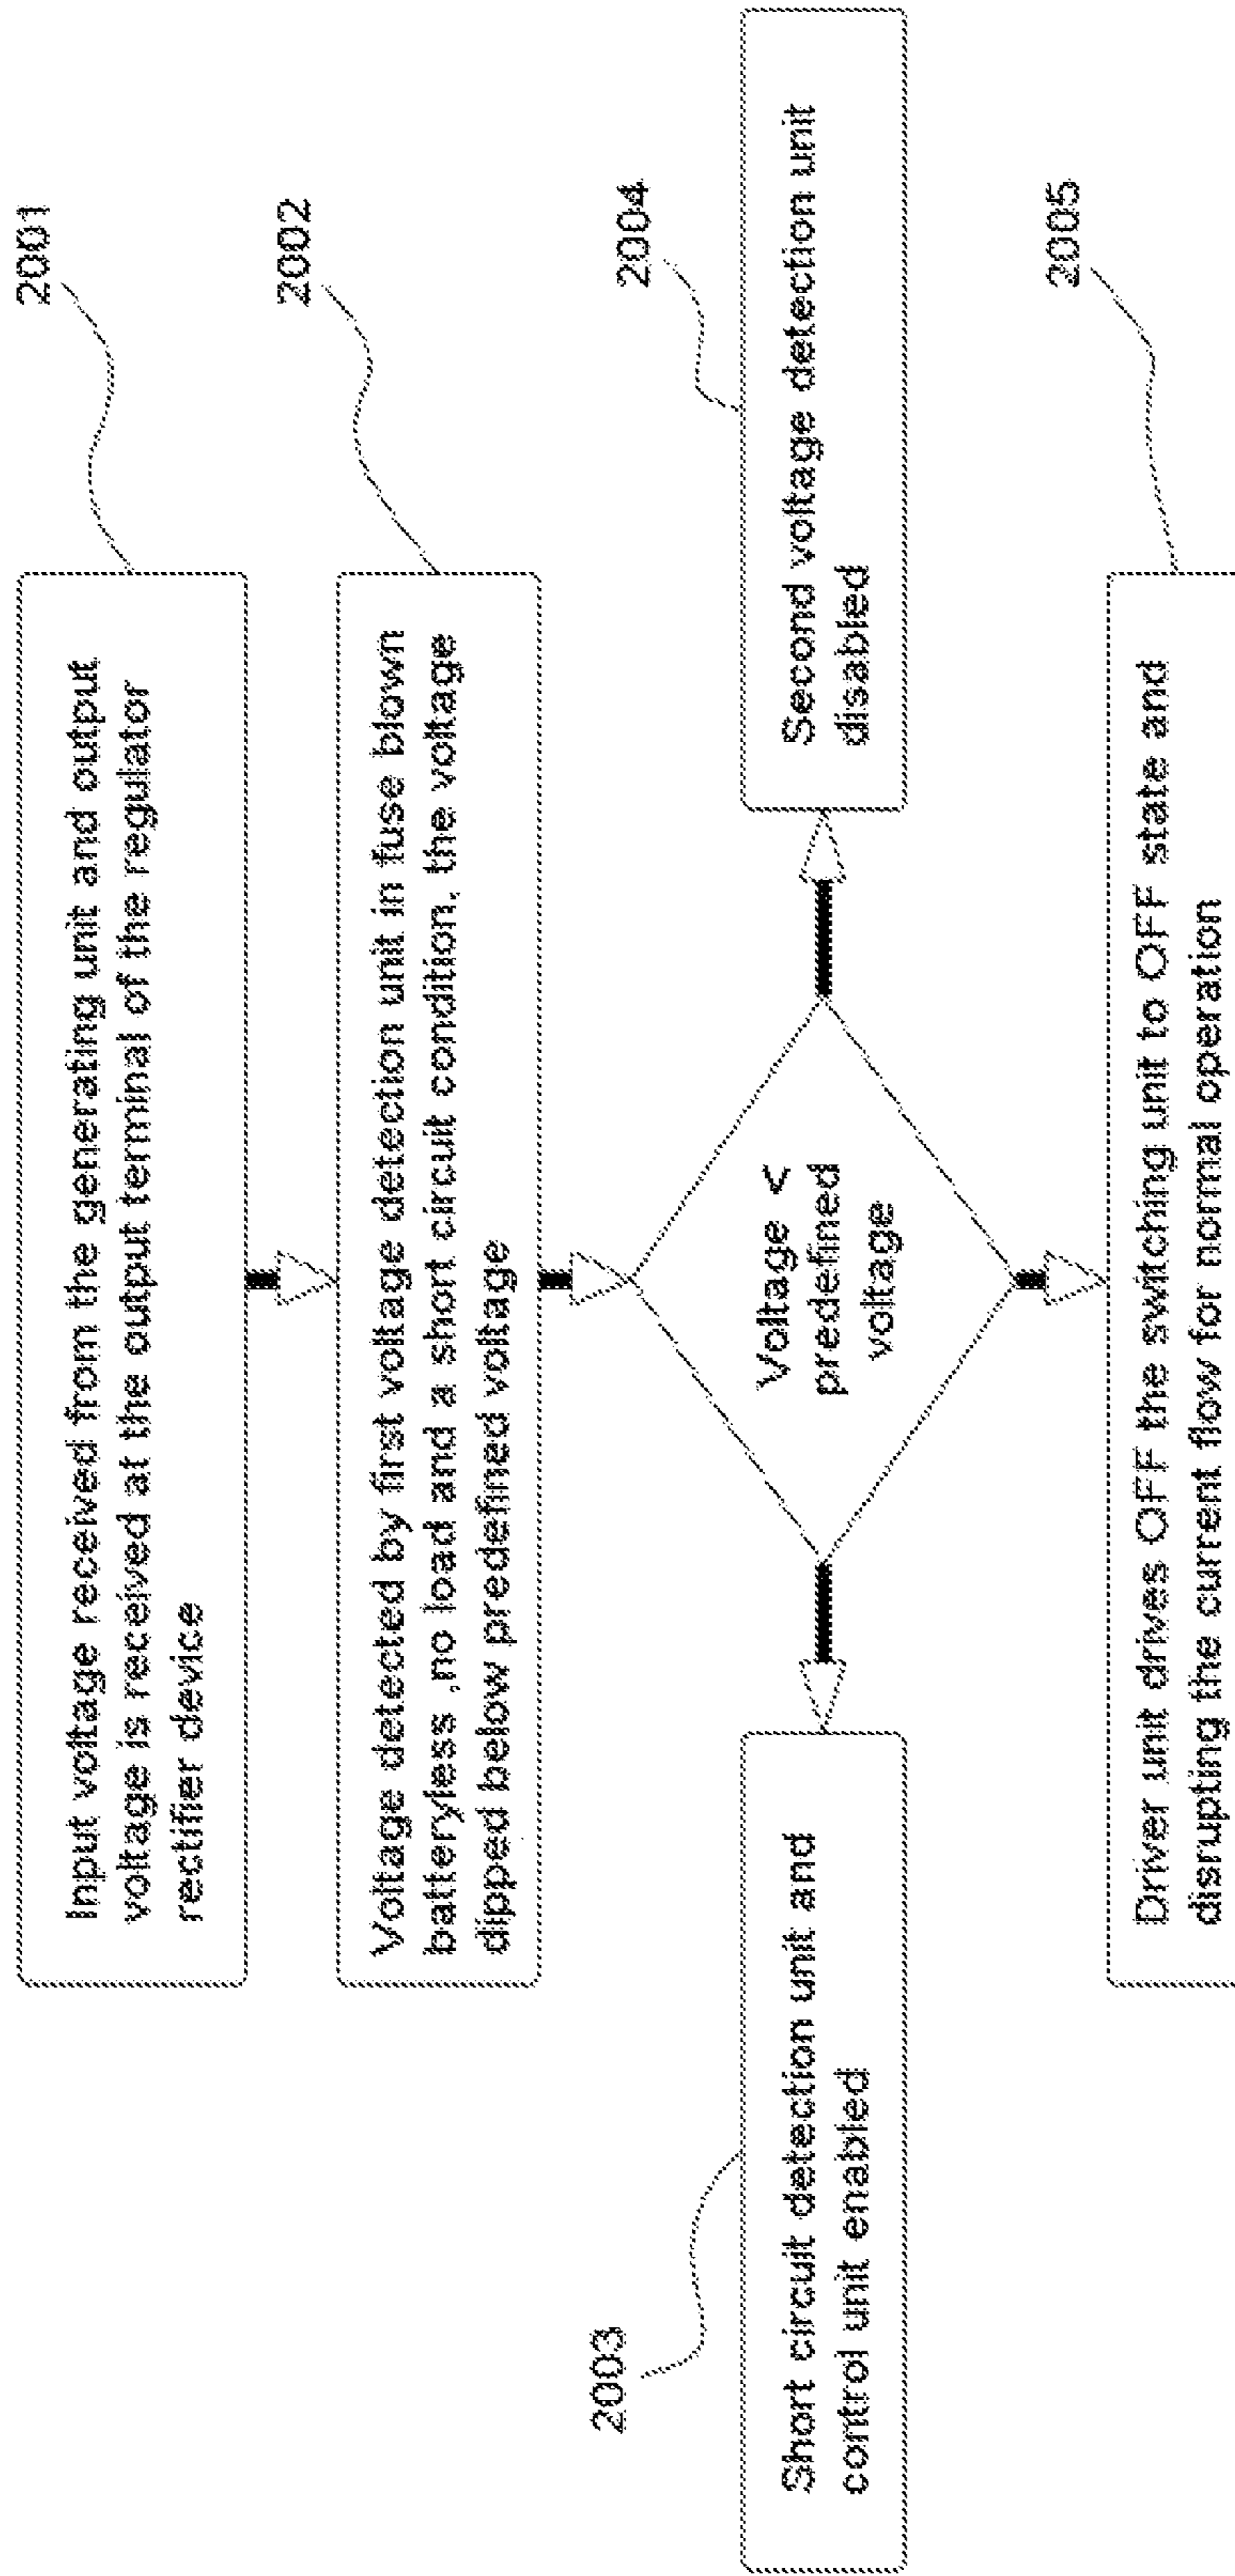 2001
Input voltage received from the generating unit and output
voltage is received at the output terminal of the regulator
rectifier device
2002
Voltage detected by first voltage detection unit in fuse blown
batteryless ,no load and a short circuit condition, the voltage
dipped below predefined voltage
Voltage <
predefined
voltage
2003
Short circuit detection unit and
control unit enabled
2004
Second voltage detection unit
disabled
2005
Driver unit drives OFF the switching unit to OFF state and
disrupting the current flow for normal operation